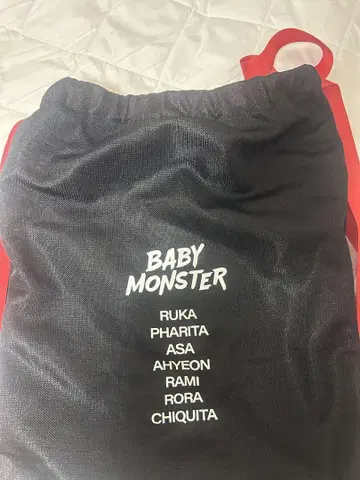 BABY
MONSTER
RUKA
PHARITA
ASA
AHYEON
RAMI
RORA
CHIQUITA